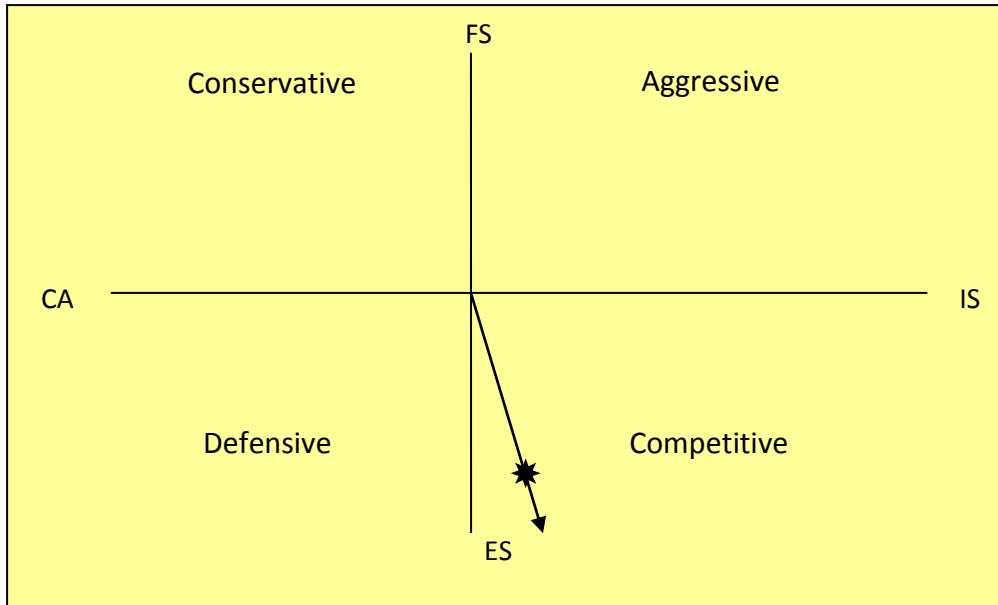 FS
Conservative
Aggressive
CA
IS
Defensive
Competitive
ES